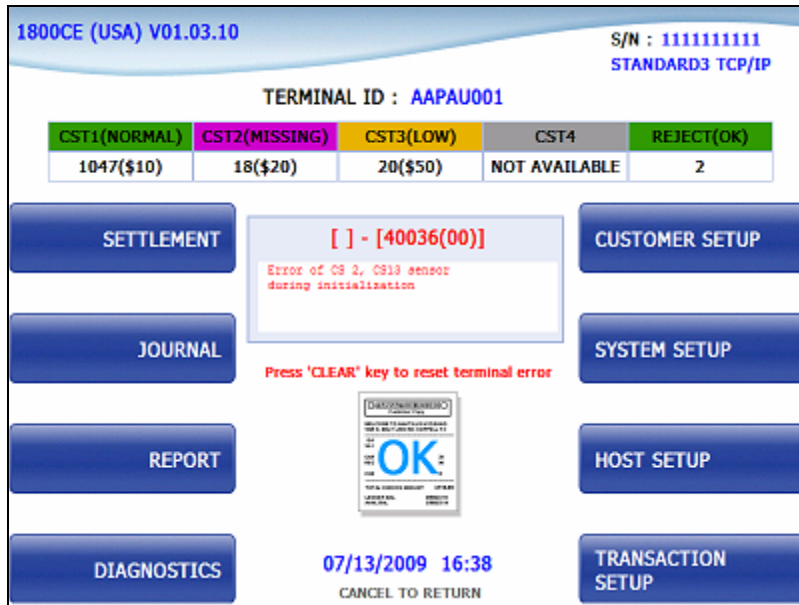 1800CE (USA) V01.03.10
S/N : 1111111111
STANDARD3 TCP/IP
TERMINAL ID : AAPAU001
CST1(NORMAL) CST2(MISSING) CST3(LOW) CST4 REJECT(OK)
1047($10) 18($20) 20($50) NOT AVAILABLE 2
SETTLEMENT
[ ] - [40036(00)]
CUSTOMER SETUP
Error of CS 2, CS13 sensor
during initialization
JOURNAL
SYSTEM SETUP
Press 'CLEAR' key to reset terminal error
REPORT
OK
HOST SETUP
DIAGNOSTICS
07/13/2009 16:38
CANCEL TO RETURN
TRANSACTION
SETUP